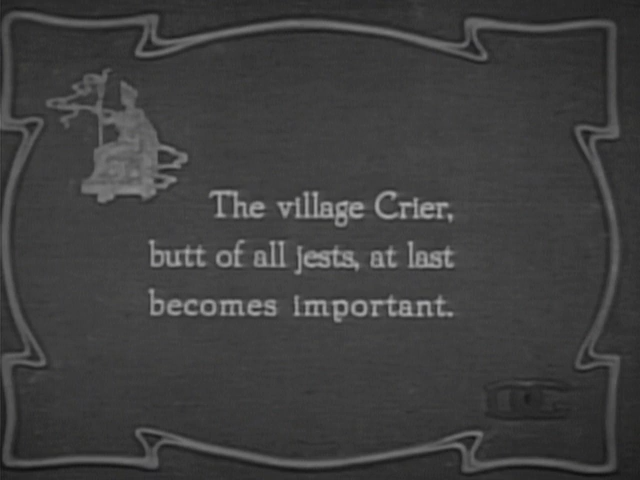 The village Crier,
butt of all jests, at last
becomes important.